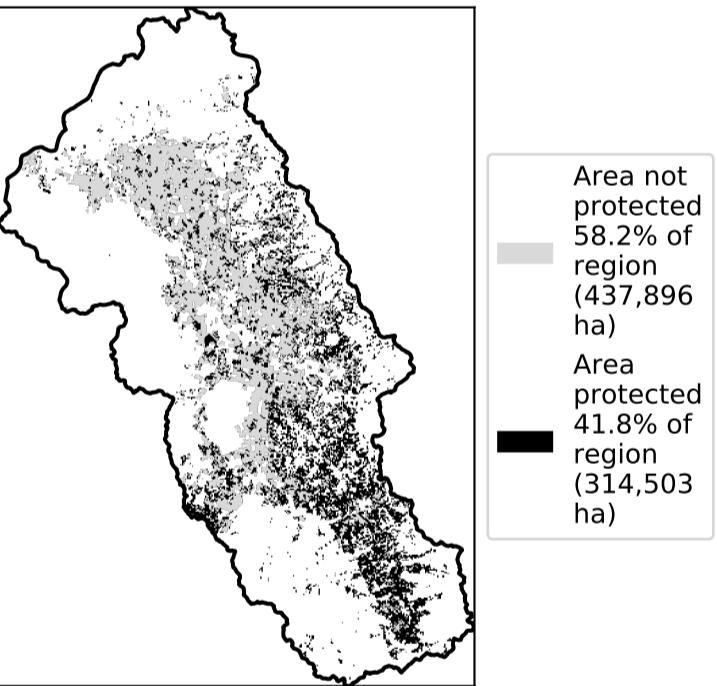 Area not
protected
58.2% of
region
(437,896
ha)
Area
protected
41.8% of
region
(314,503
ha)